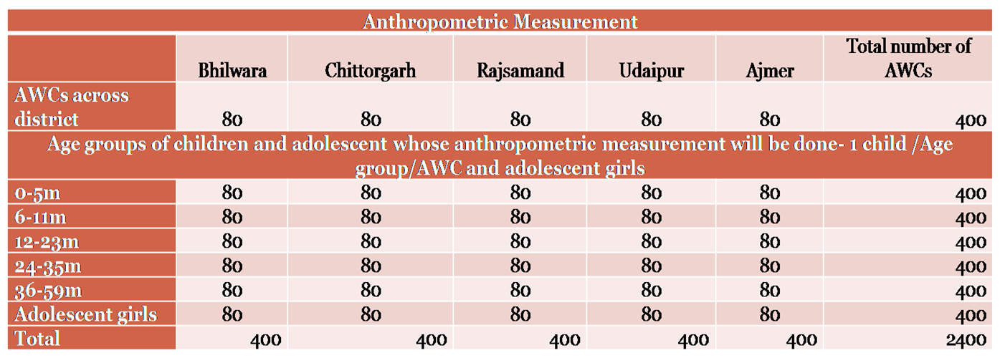 Anthropometric Measurement
Bhilwara Chittorgarh Rajsamand Udaipur Ajmer Total number of AWCs
AWCs across district 80 80 80 80 80 400
Age groups of children and adolescent whose anthropometric measurement will be done- 1 child /Age
group/AWC and adolescent girls
0-5m 80 80 80 80 80 400
6-11m 80 80 80 80 80 400
12-23m 80 80 80 80 80 400
24-35m 80 80 80 80 80 400
36-59m 80 80 80 80 80 400
Adolescent girls 80 80 80 80 80 400
Total 400 400 400 400 400 2400